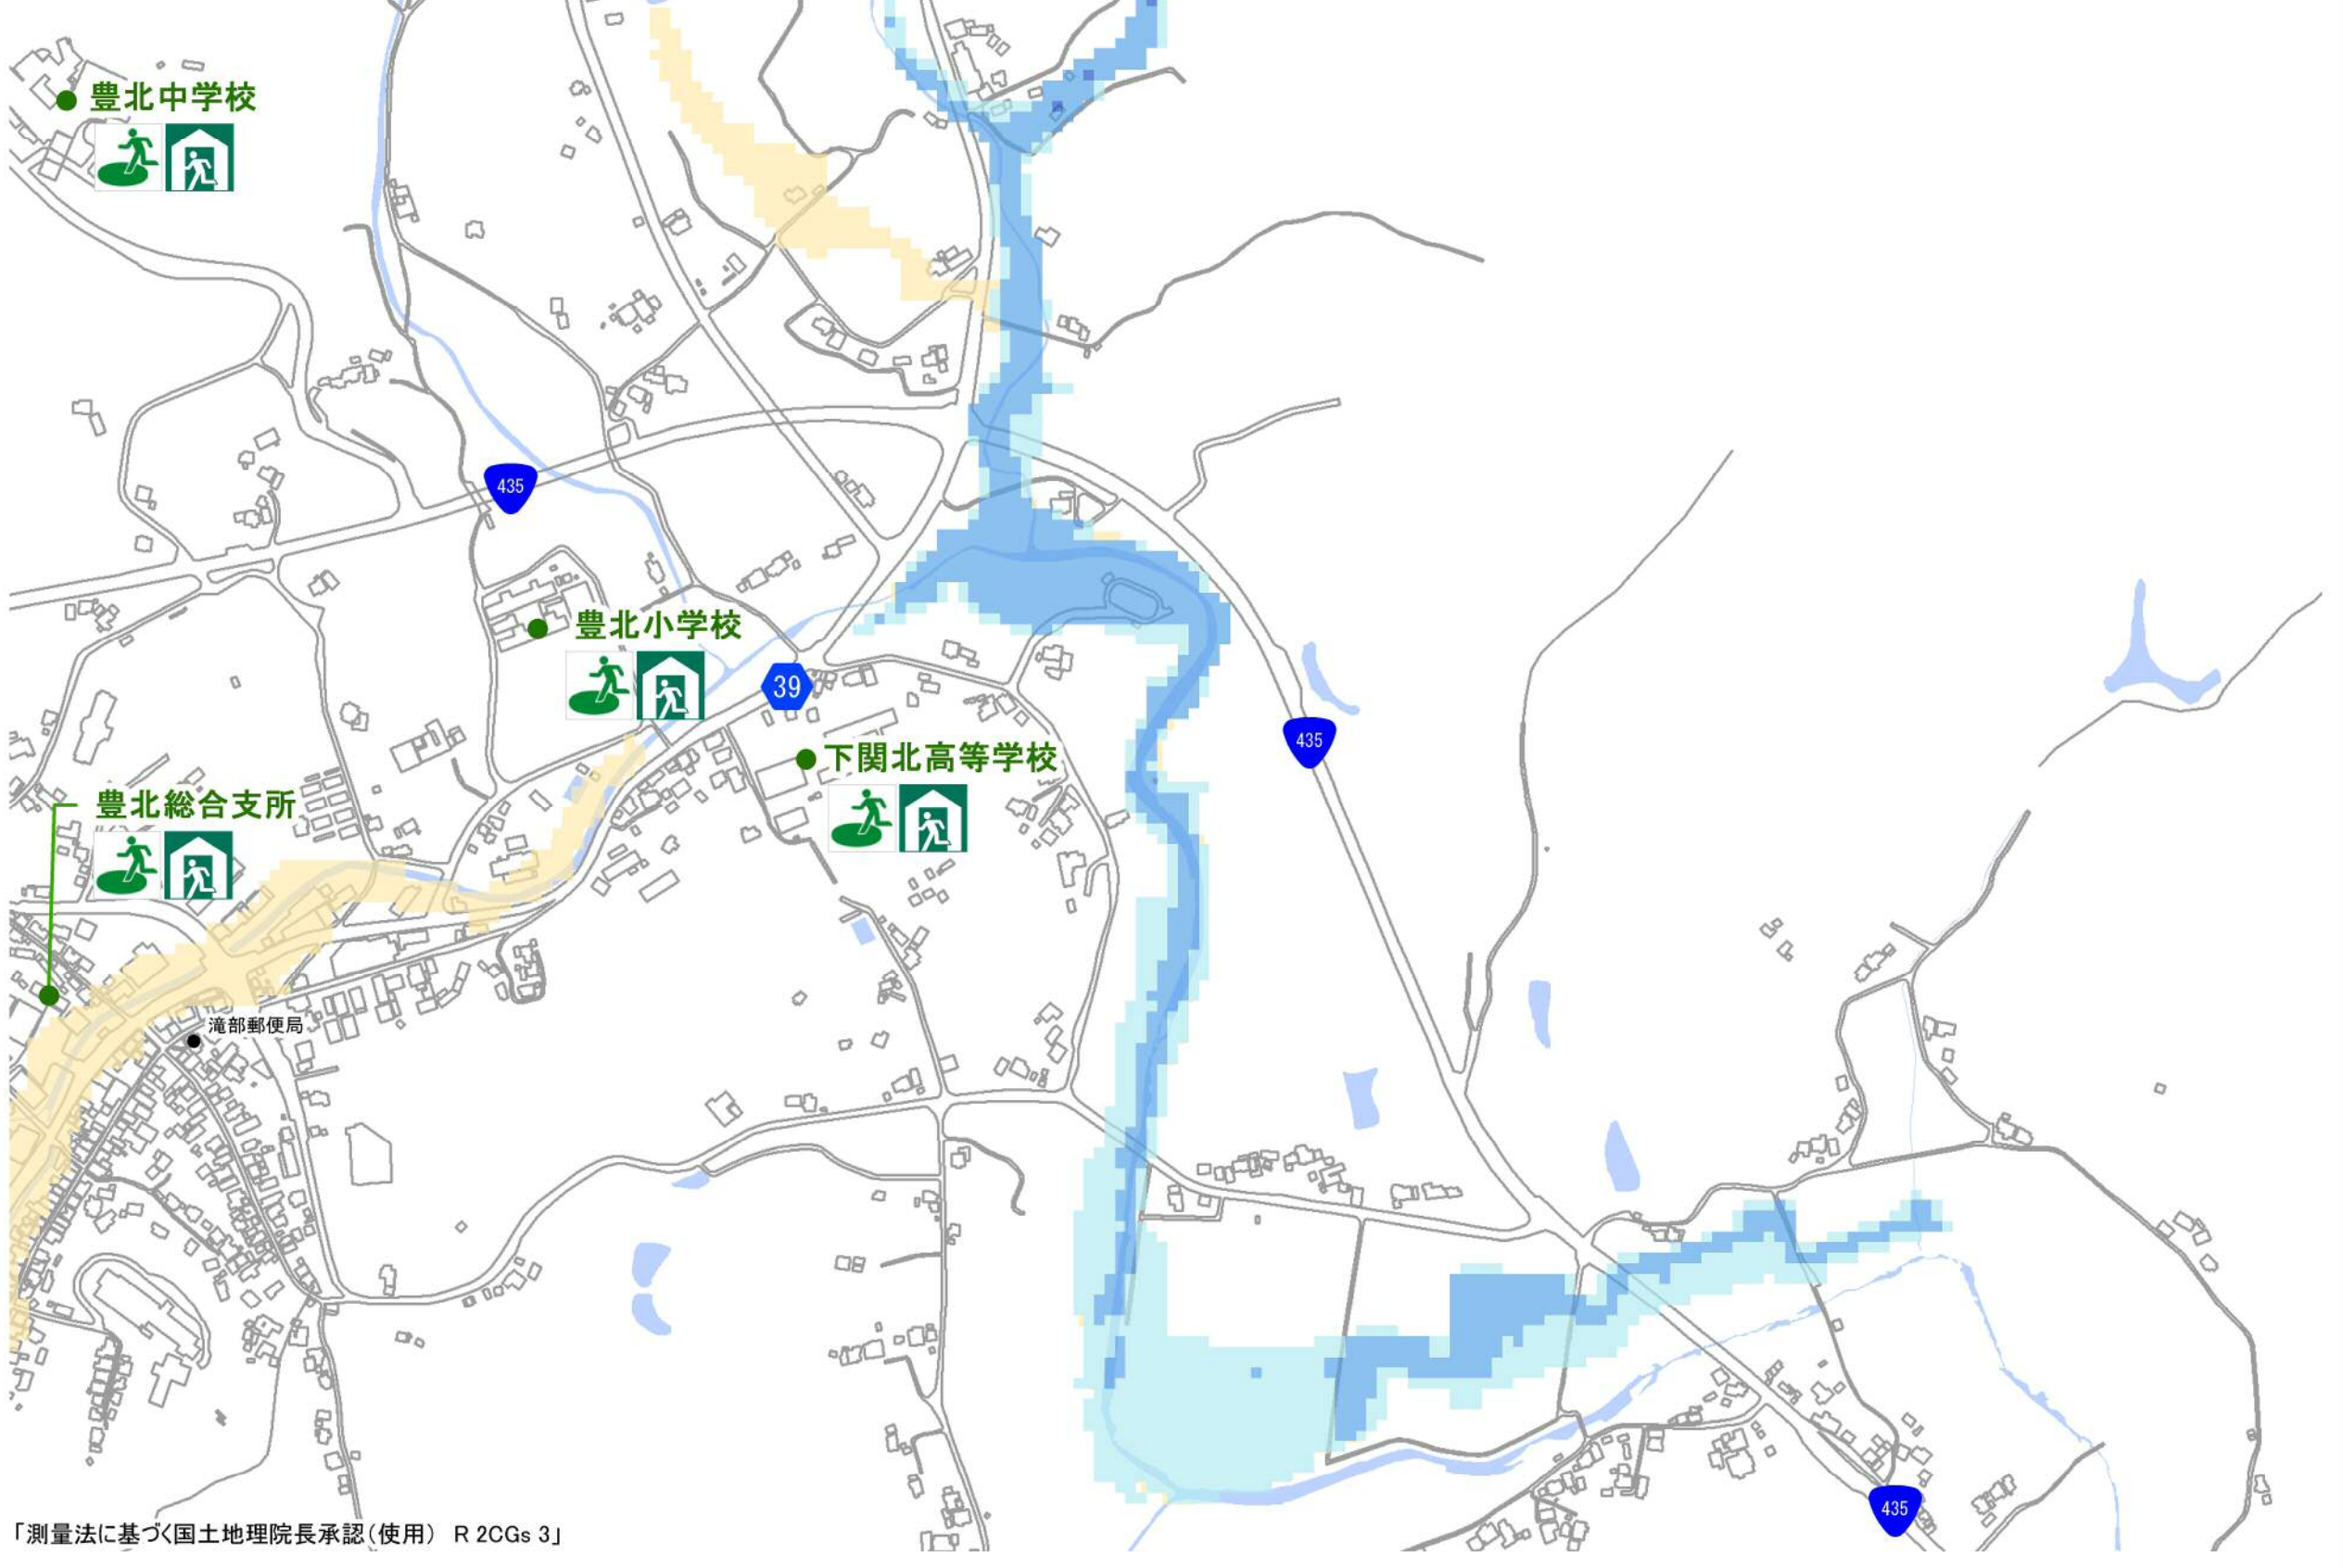 豊北中学校
435
豊北小学校
39
下関北高等学校
435
豊北総合支所
滝部郵便局
435
「測量法に基づく国土地理院長承認(使用) R 2CGs 3」